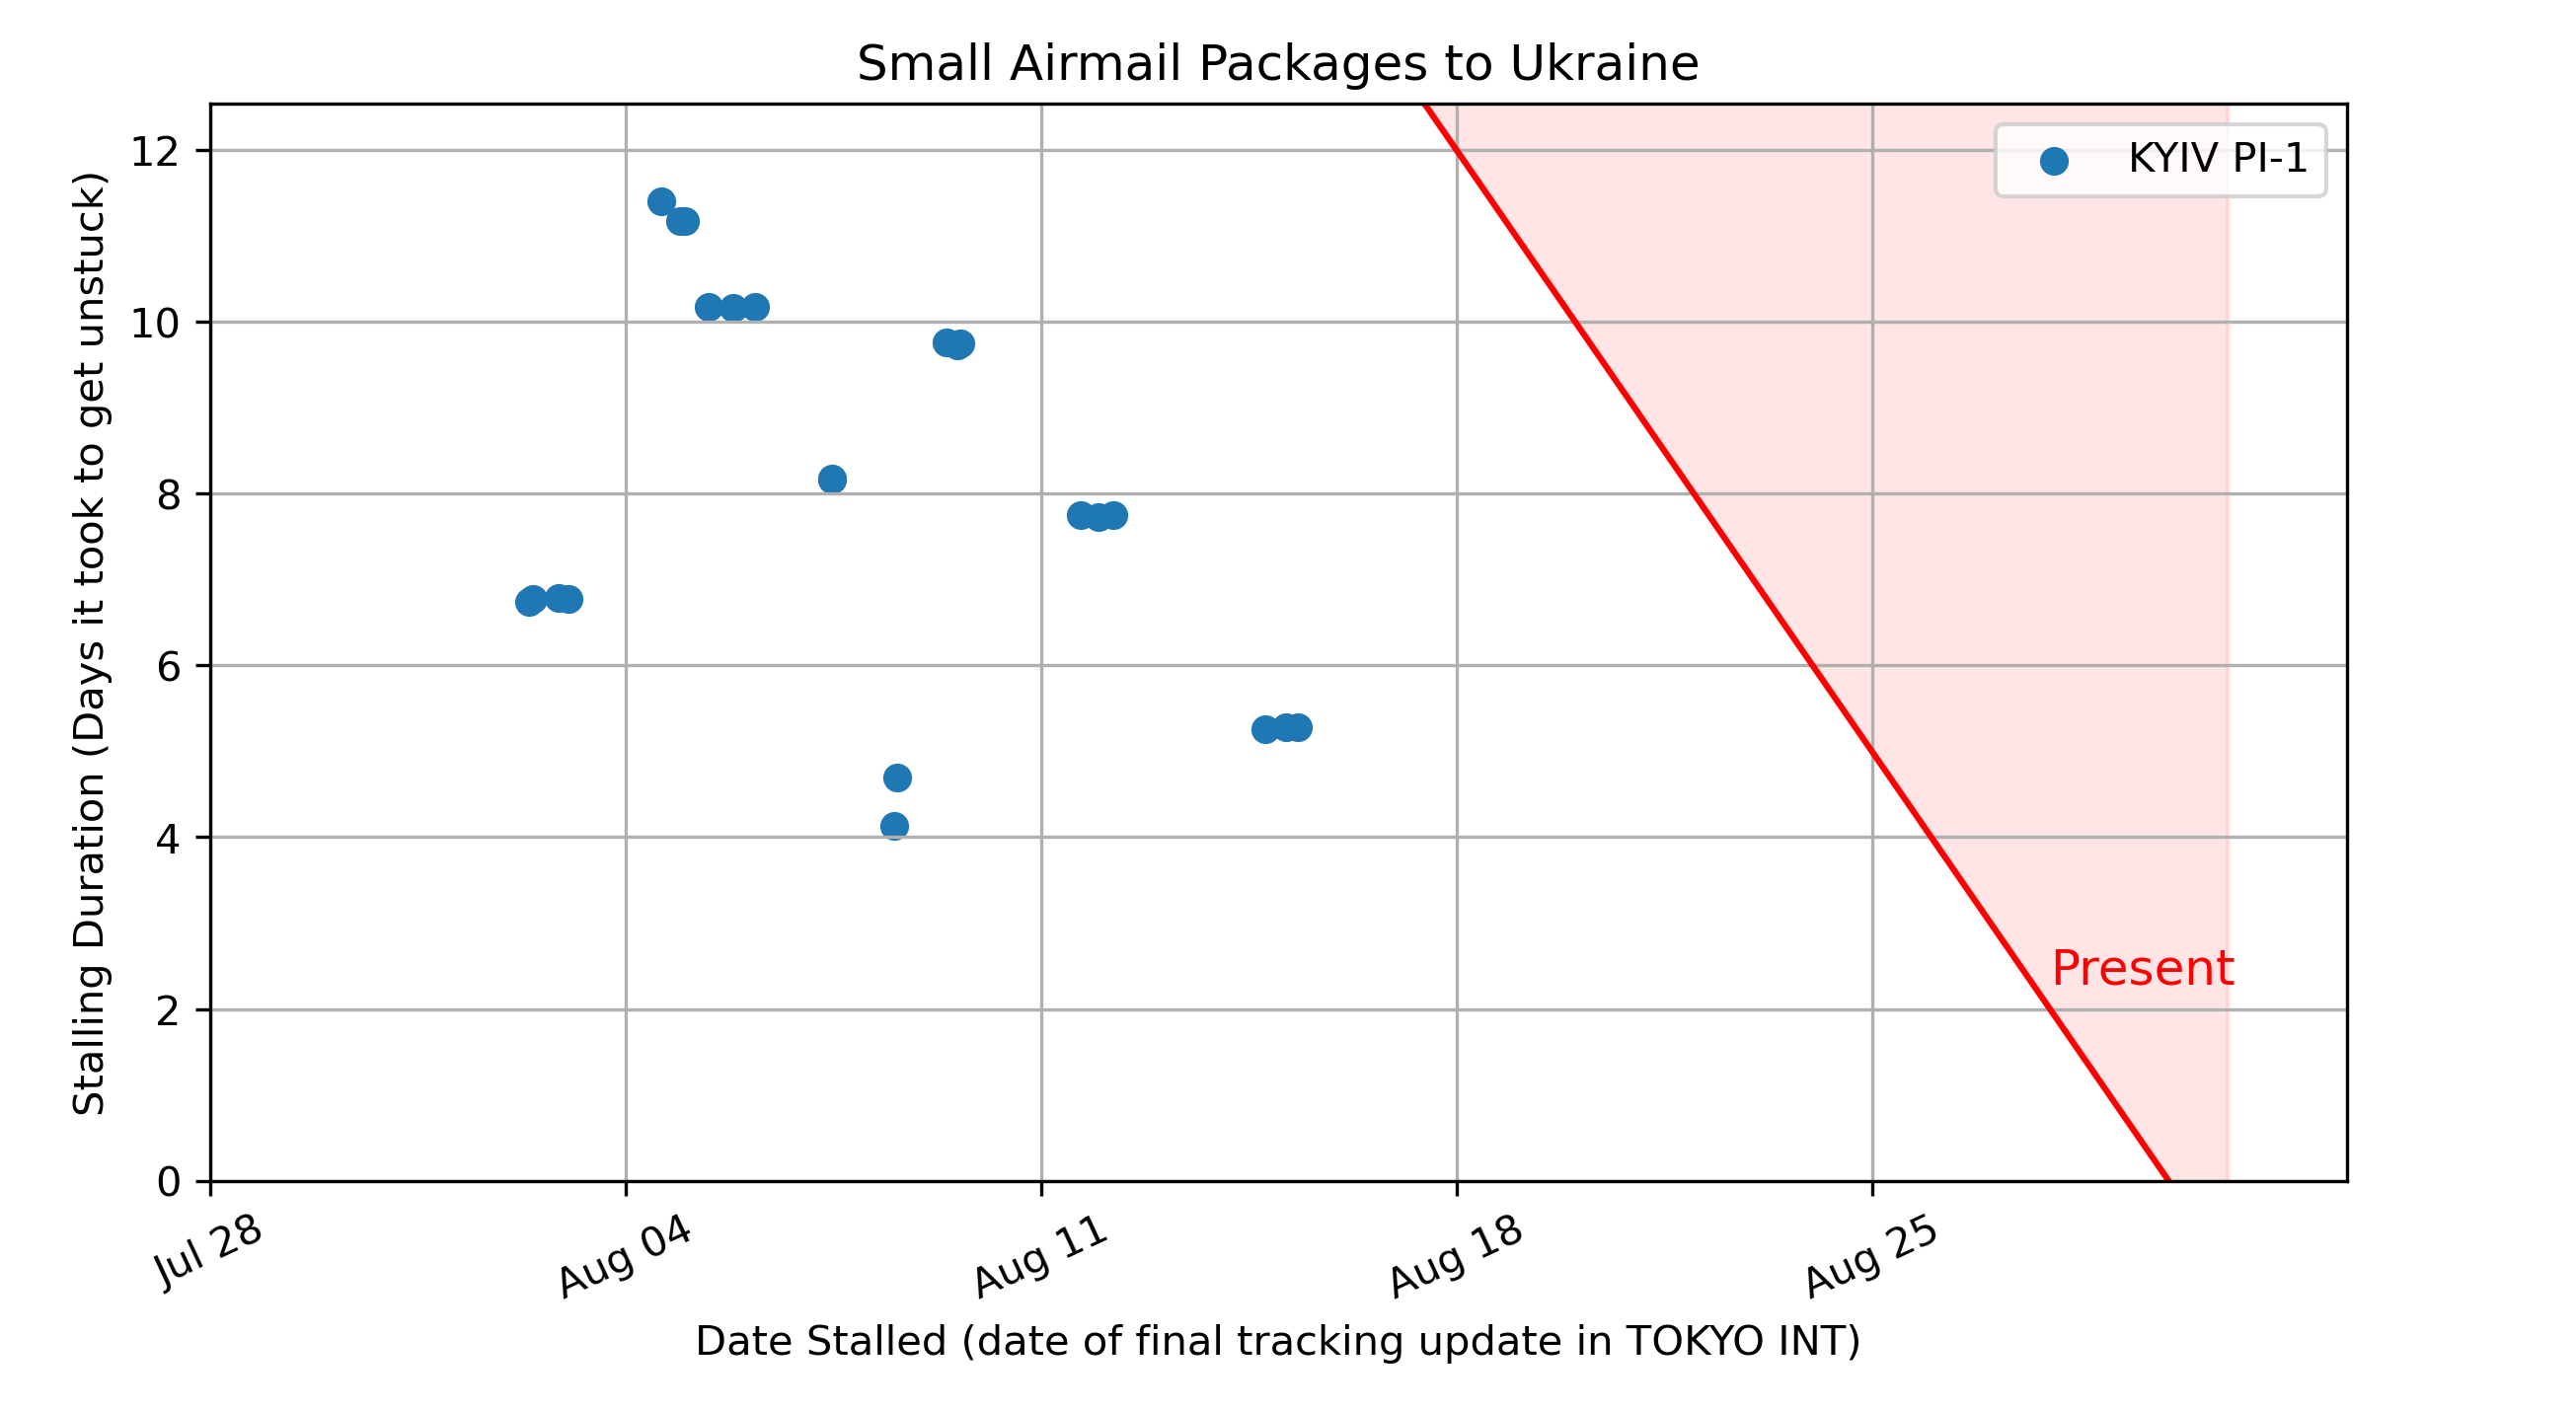 Small Airmail Packages to Ukraine
KYIV PI-1
Stalling Duration (Days it took to get unstuck)
12
10
8
6
4
2
0
Present
Jul 28
Aug 04
Aug 11
Aug 18
Aug 25
Date Stalled (date of final tracking update in TOKYO INT)